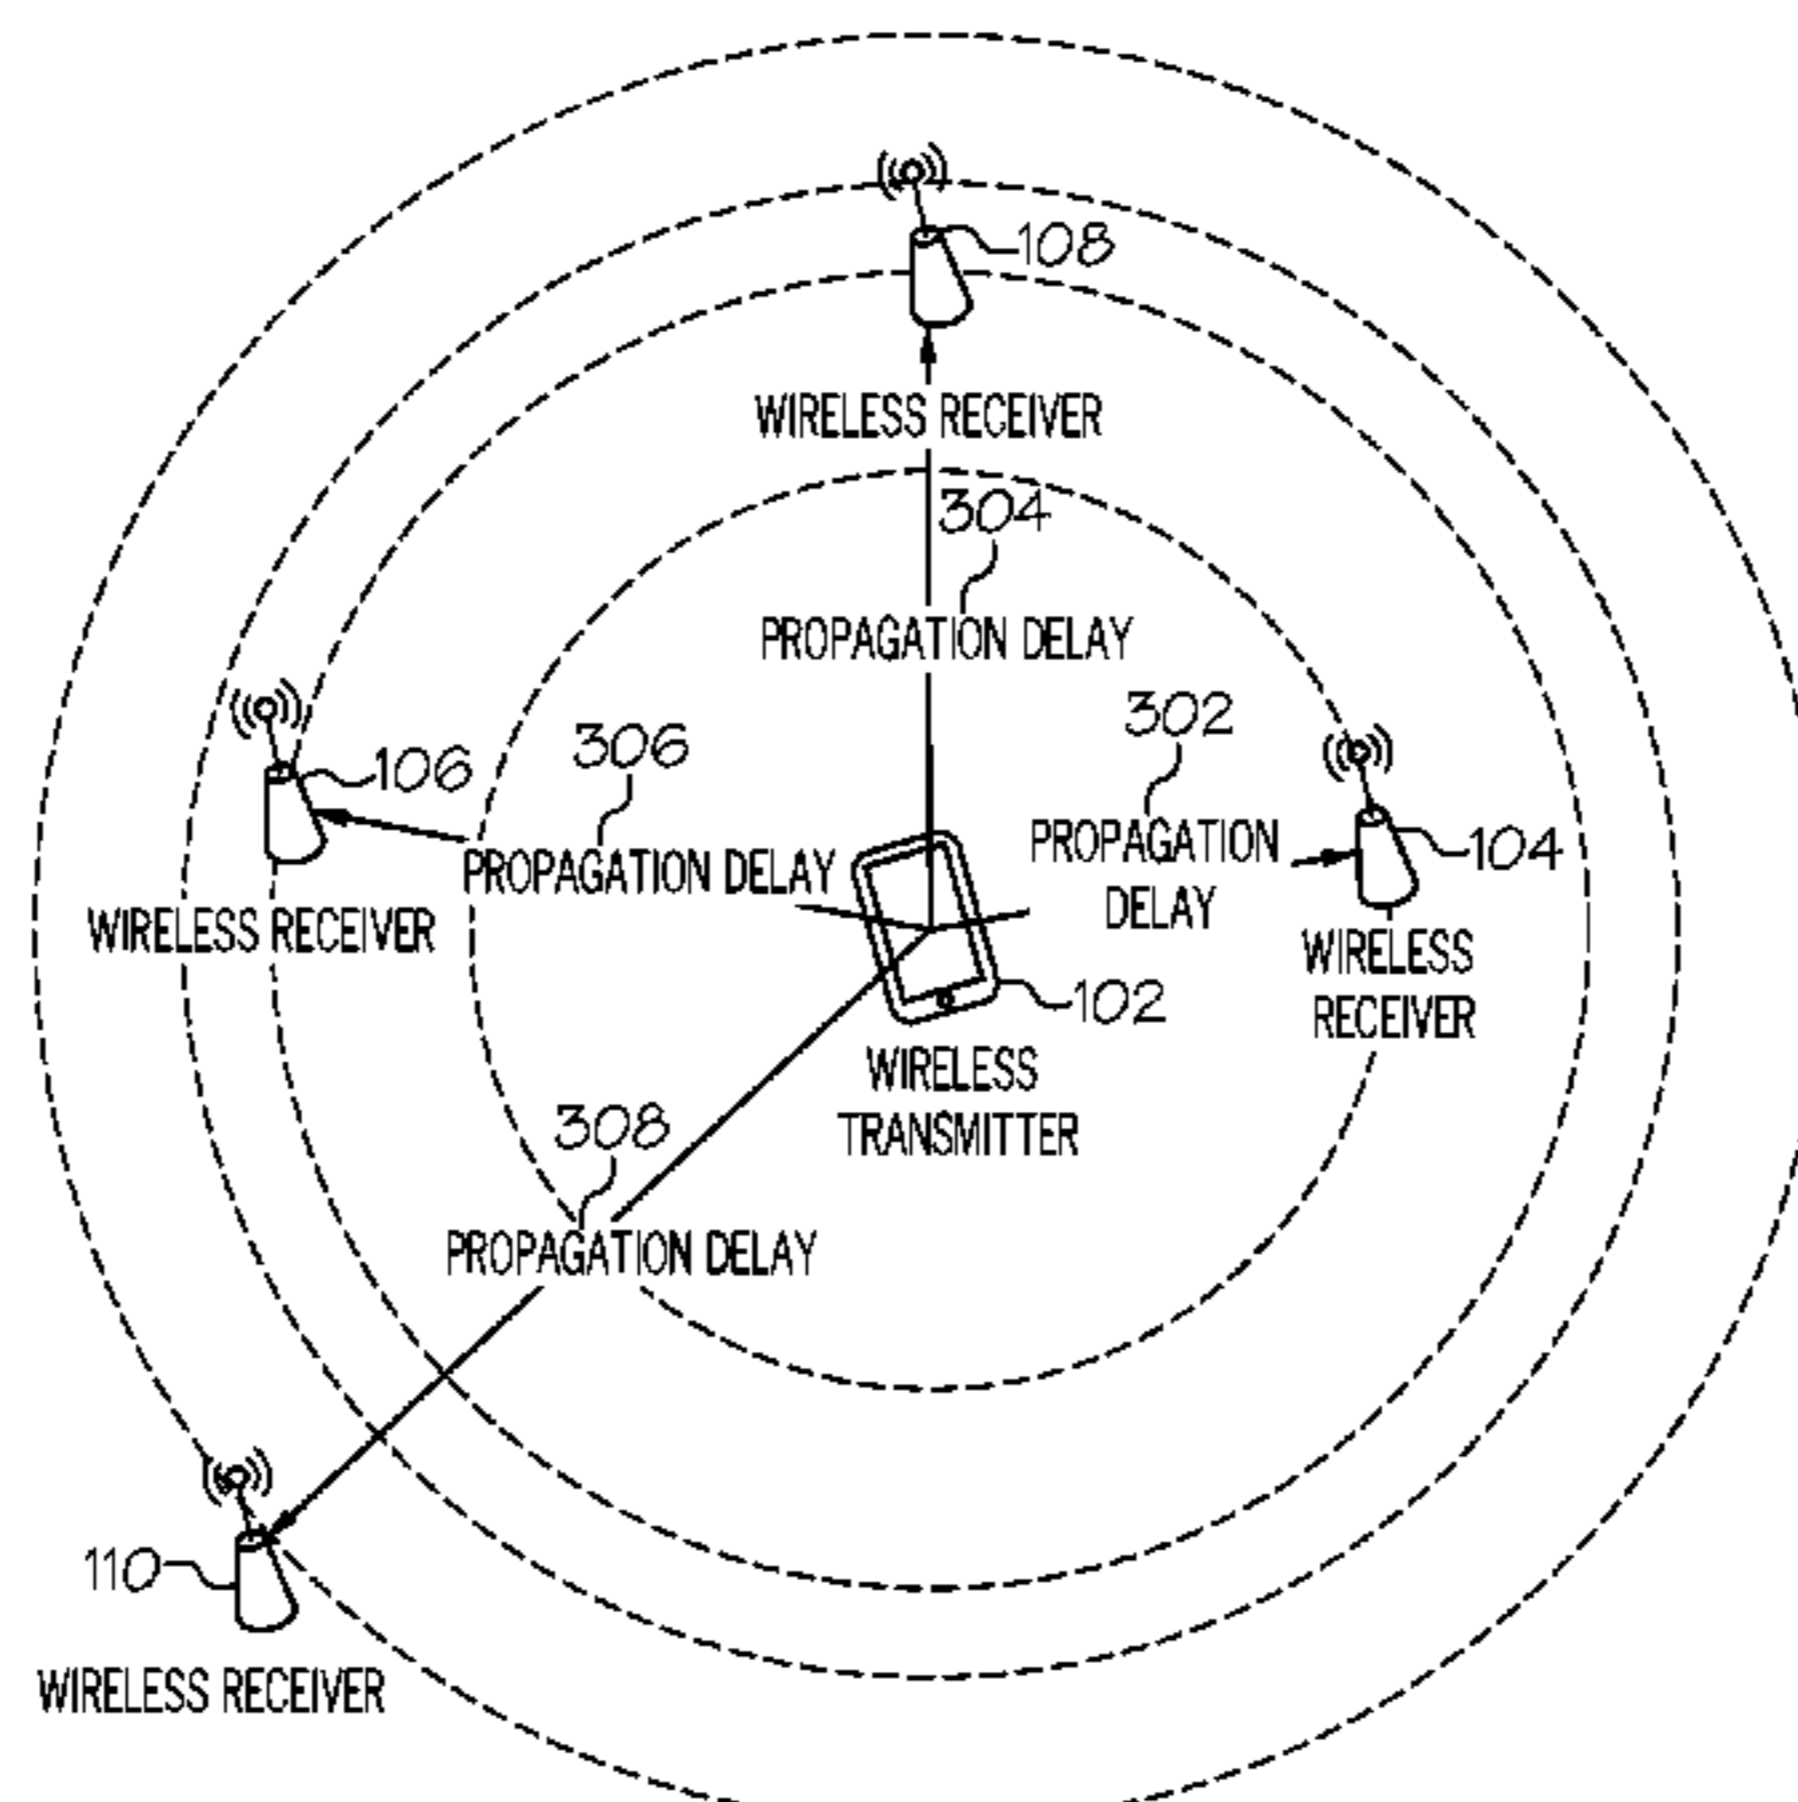 108
WIRELESS RECEIVER
304
PROPAGATION DELAY
302
PROPAGATION
DELAY
104
WIRELESS
RECEIVER
306
106
PROPAGATION DELAY
WIRELESS RECEIVER
102
WIRELESS
TRANSMITTER
308
PROPAGATION DELAY
110
WIRELESS RECEIVER